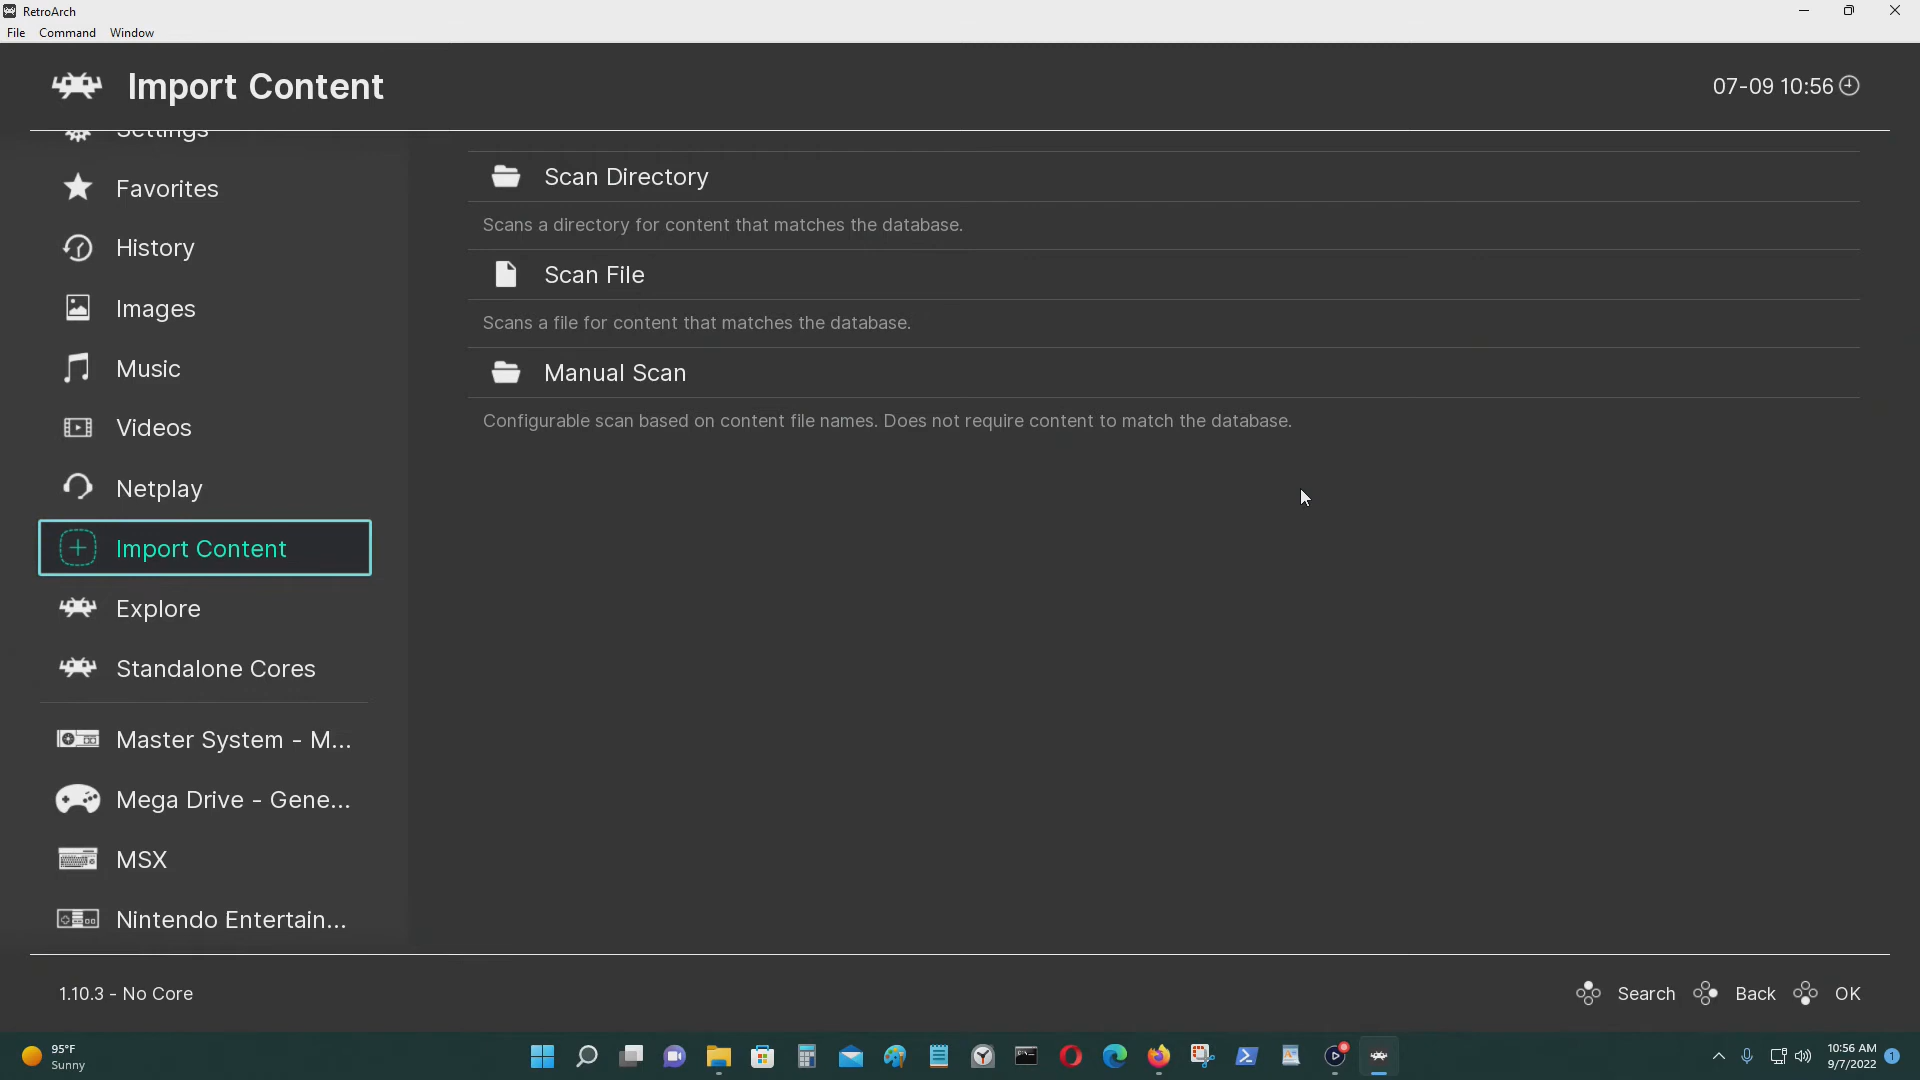 RetroArch
File Command Window
Import Content
07-09 10:56
Settings
Favorites
History
Images
Music
Videos
Netplay
Import Content
Explore
Standalone Cores
Master System - M...
Mega Drive - Gene...
MSX
Nintendo Entertain...
Scan Directory
Scans a directory for content that matches the database.
Scan File
Scans a file for content that matches the database.
Manual Scan
Configurable scan based on content file names. Does not require content to match the database.
1.10.3 - No Core
Search Back OK
95°F
Sunny
10:56 AM
9/7/2022
1